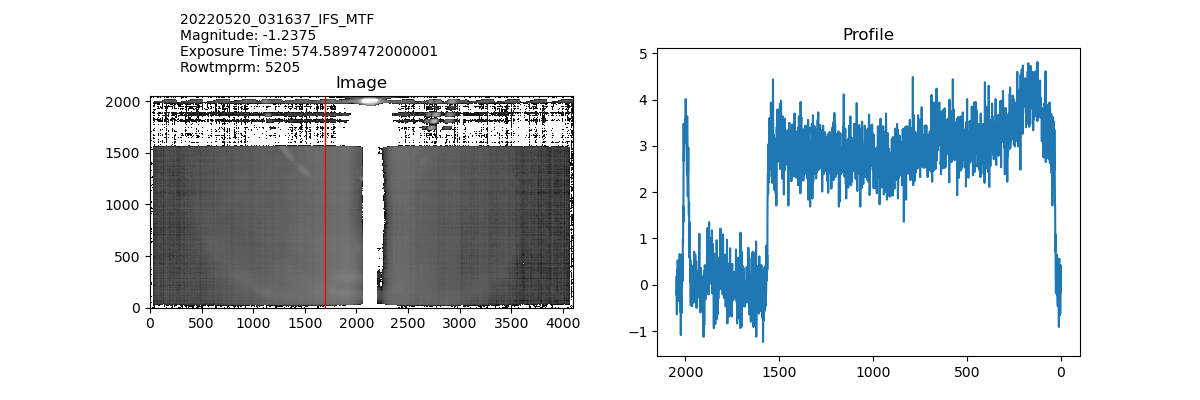 20220520_031637_IFS_MTF
Magnitude: -1.2375
Exposure Time: 574.5897472000001
Rowtmprm: 5205
Image
2000
1500
1000
500
0
0 500 1000 1500 2000 2500 3000 3500 4000
Profile
5
4
3
2
1
0
−1
2000 1500 1000 500 0